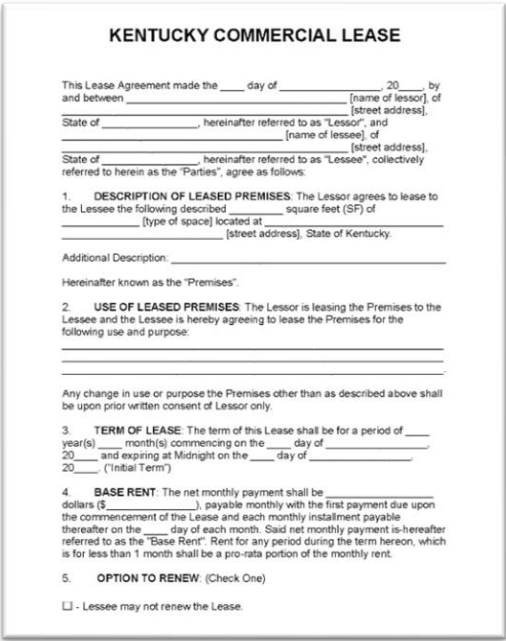 KENTUCKY COMMERCIAL LEASE
This Lease Agreement made the ____ day of __________________, 20____, by
and between ______________________________________ [name of lessor], of
______________________________________ [street address],
State of _________________, hereinafter referred to as "Lessor", and
______________________________________ [name of lessee], of
______________________________________ [street address],
State of _________________, hereinafter referred to as "Lessee", collectively
referred to herein as the "Parties", agree as follows:
1. DESCRIPTION OF LEASED PREMISES: The Lessor agrees to lease to
the Lessee the following described _________ square feet (SF) of
______________ [type of space] located at ________________________________
____________________________ [street address], State of Kentucky.
Additional Description: ________________________________________________
Hereinafter known as the "Premises".
2. USE OF LEASED PREMISES: The Lessor is leasing the Premises to the
Lessee and the Lessee is hereby agreeing to lease the Premises for the
following use and purpose:
____________________________________________________________________
____________________________________________________________________
____________________________________________________________________.
Any change in use or purpose the Premises other than as described above shall
be upon prior written consent of Lessor only.
3. TERM OF LEASE: The term of this Lease shall be for a period of ____
year(s) ____ month(s) commencing on the ____ day of __________________,
20____ and expiring at Midnight on the ____ day of __________________,
20____. ("Initial Term")
4. BASE RENT: The net monthly payment shall be ___________________
dollars ($________________), payable monthly with the first payment due upon
the commencement of the Lease and each monthly installment payable
thereafter on the ____ day of each month. Said net monthly payment is hereafter
referred to as the "Base Rent". Rent for any period during the term hereon, which
is for less than 1 month shall be a pro-rata portion of the monthly rent.
5. OPTION TO RENEW: (Check One)
☐ - Lessee may not renew the Lease.